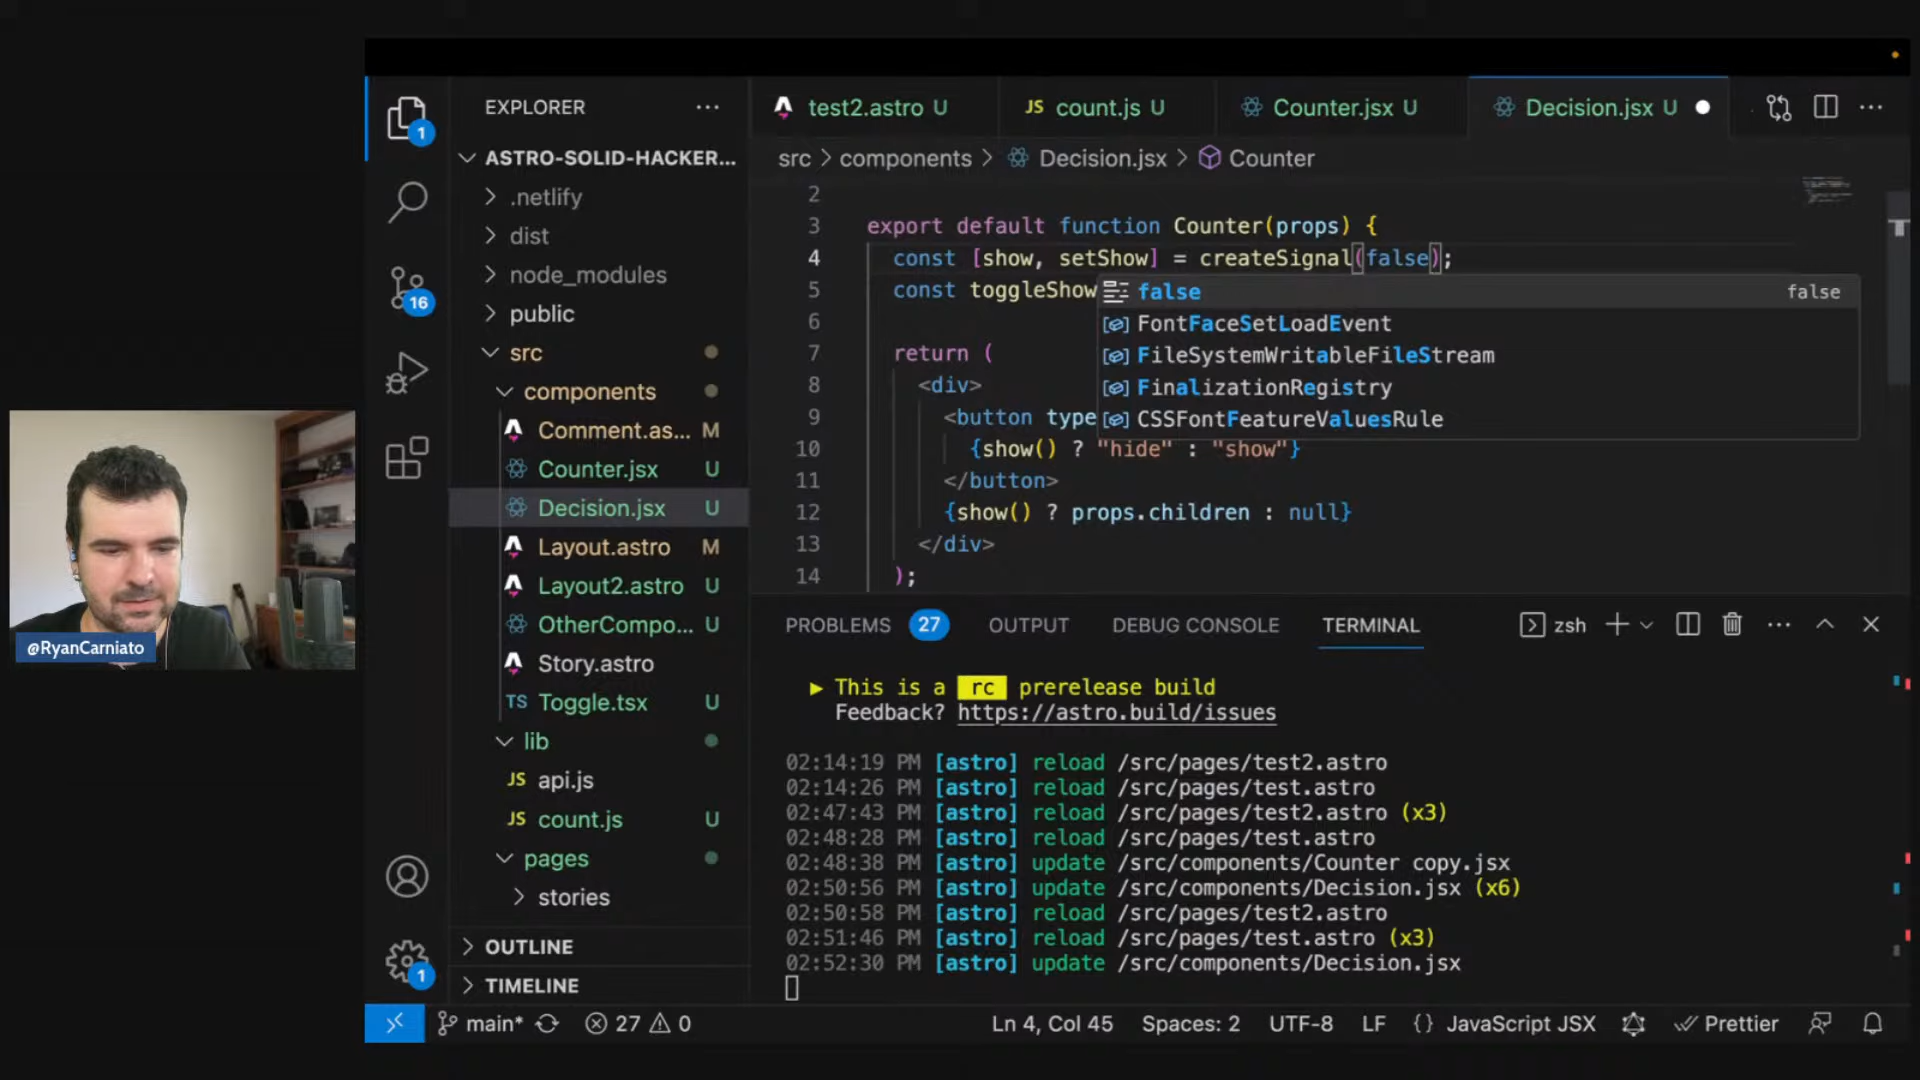 EXPLORER ···
ASTRO-SOLID-HACKER...
.netlify
dist
node_modules
public
src
components
Comment.as... M
Counter.jsx U
Decision.jsx U
Layout.astro M
Layout2.astro U
OtherCompo... U
Story.astro
TS Toggle.tsx U
lib
JS api.js
JS count.js U
pages
stories
OUTLINE
TIMELINE
1
16
1
test2.astro U
JS count.js U
Counter.jsx U
Decision.jsx U
src > components > Decision.jsx > Counter
2
3 export default function Counter(props) {
4 const [show, setShow] = createSignal(false);
5 const toggleShow
6
7 return (
8 <div>
9 <button type
10 {show() ? "hide" : "show"}
11 </button>
12 {show() ? props.children : null}
13 </div>
14 );
false false
FontFaceSetLoadEvent
FileSystemWritableFileStream
FinalizationRegistry
CSSFontFeatureValuesRule
PROBLEMS 27 OUTPUT DEBUG CONSOLE TERMINAL zsh
▶ This is a rc prerelease build
Feedback? https://astro.build/issues
02:14:19 PM [astro] reload /src/pages/test2.astro
02:14:26 PM [astro] reload /src/pages/test.astro
02:47:43 PM [astro] reload /src/pages/test2.astro (x3)
02:48:28 PM [astro] reload /src/pages/test.astro
02:48:38 PM [astro] update /src/components/Counter copy.jsx
02:50:56 PM [astro] update /src/components/Decision.jsx (x6)
02:50:58 PM [astro] reload /src/pages/test2.astro
02:51:46 PM [astro] reload /src/pages/test.astro (x3)
02:52:30 PM [astro] update /src/components/Decision.jsx
@RyanCarniato
main* 27 0 Ln 4, Col 45 Spaces: 2 UTF-8 LF {} JavaScript JSX Prettier